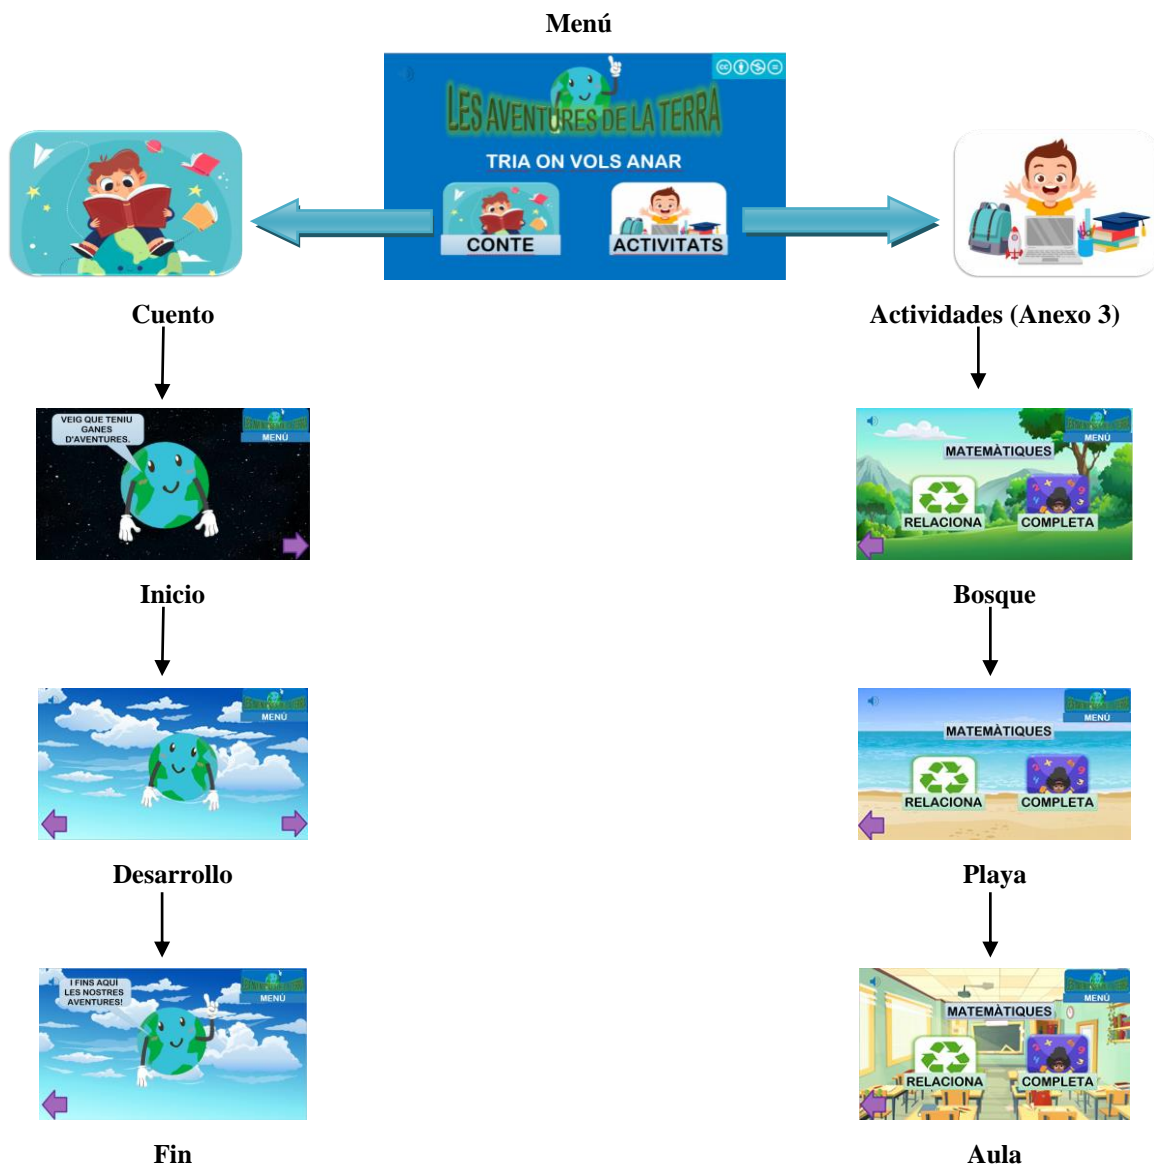 Menú
LES AVENTURES DE LA TERRA
TRIA ON VOLS ANAR
CONTE
ACTIVITATS
Cuento
Actividades (Anexo 3)
VEIG QUE TENIU
GANES
D'AVENTURES.
MENÚ
MATEMÀTIQUES
MENÚ
RELACIONA
COMPLETA
Inicio
Bosque
MENÚ
MATEMÀTIQUES
MENÚ
RELACIONA
COMPLETA
Desarrollo
Playa
I FINS AQUÍ
LES NOSTRES
AVENTURES!
MENÚ
MATEMÀTIQUES
MENÚ
RELACIONA
COMPLETA
Fin
Aula